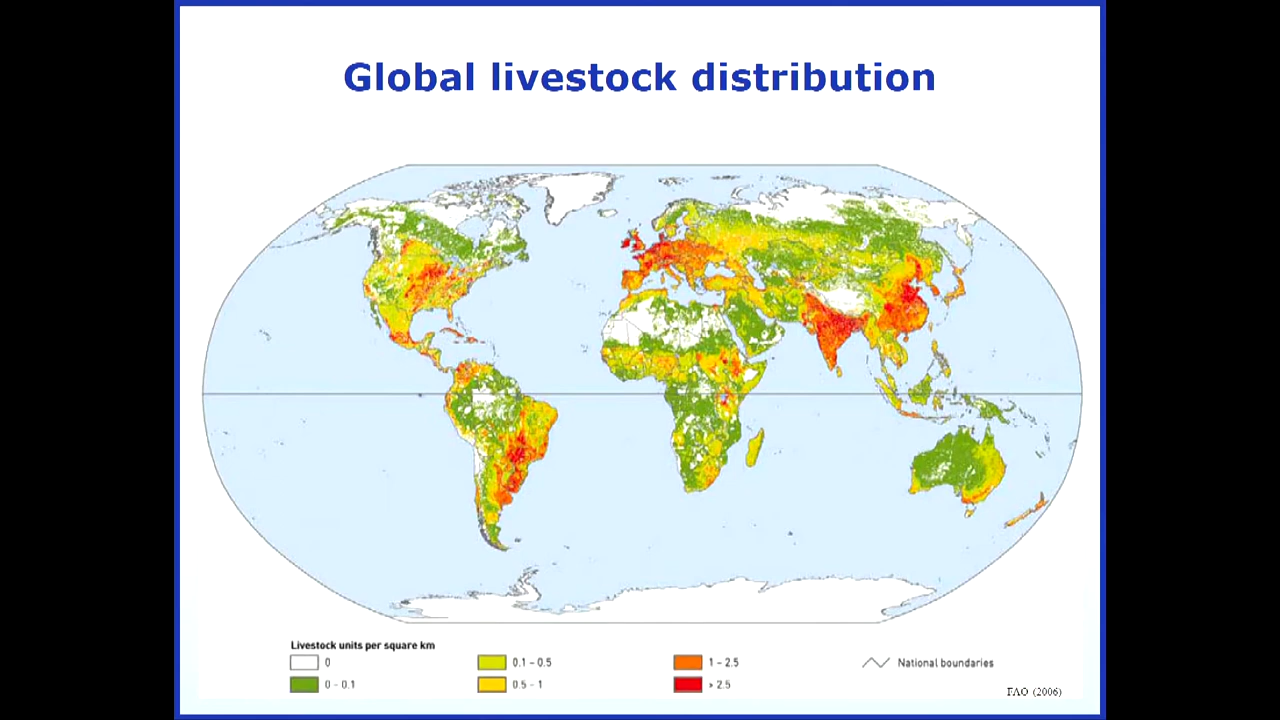 Global livestock distribution
Livestock units per square km
0
0.1 – 0.5
1 – 2.5
National boundaries
0 – 0.1
0.5 – 1
> 2.5
FAO (2006)